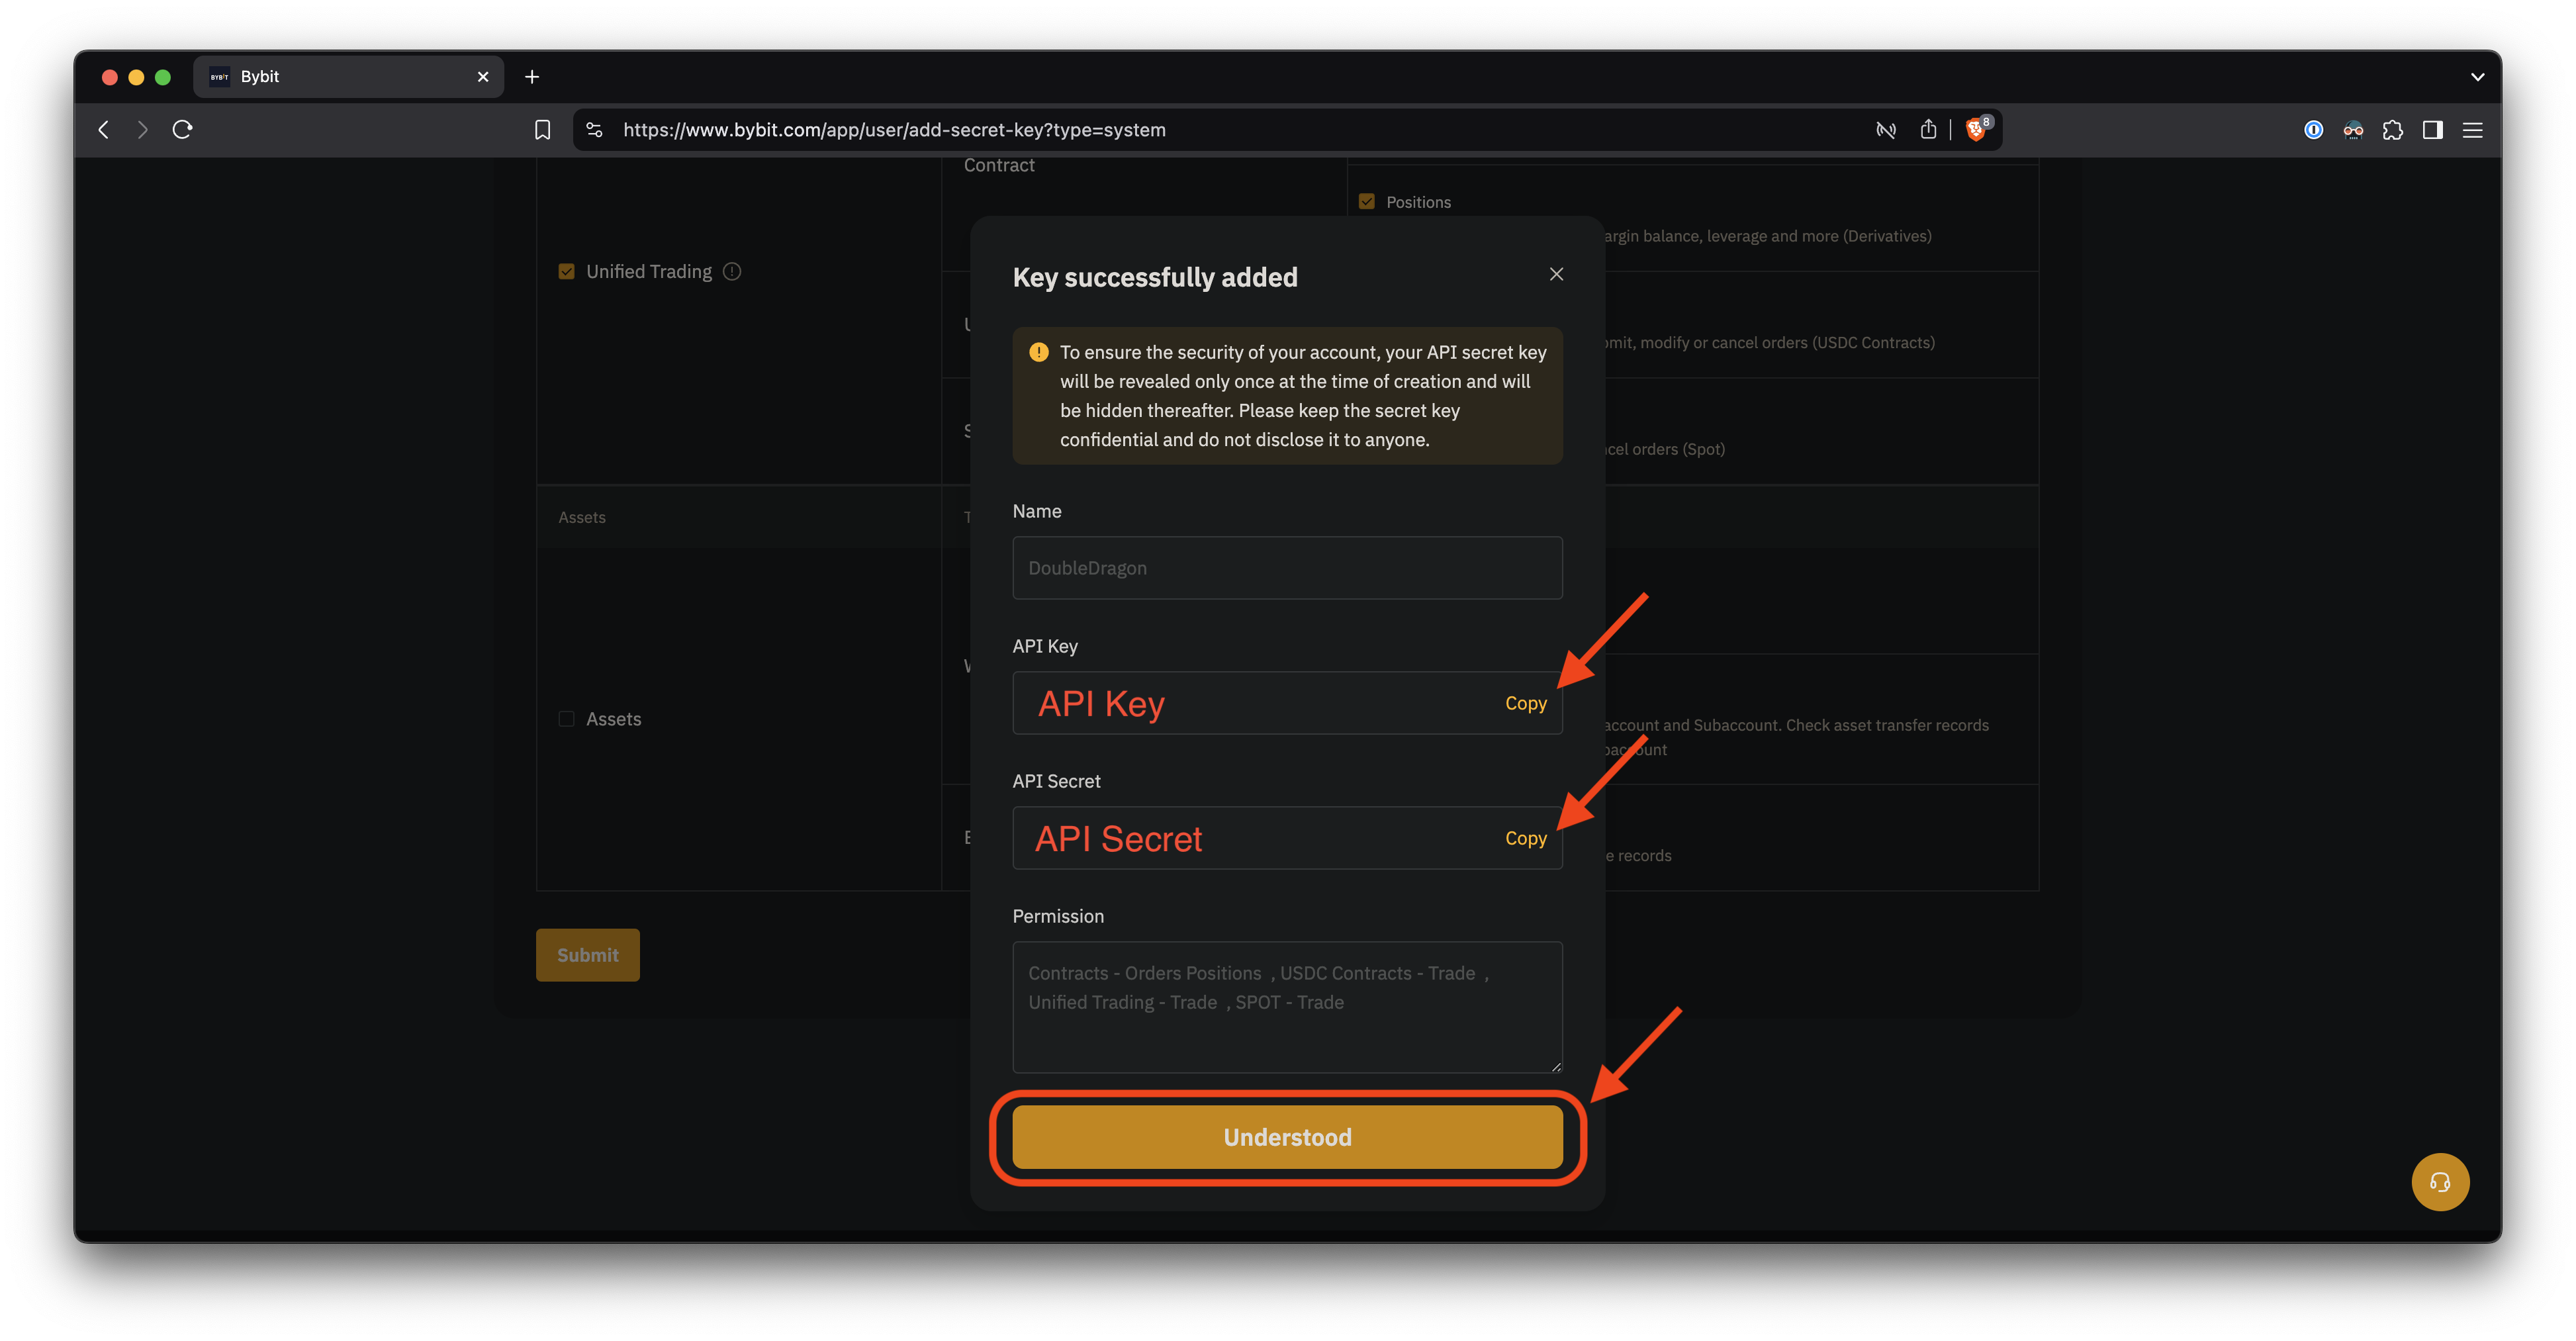 BYBIT
Bybit
https://www.bybit.com/app/user/add-secret-key?type=system
8
Contract
Positions
argin balance, leverage and more (Derivatives)
Unified Trading
Key successfully added
To ensure the security of your account, your API secret key
will be revealed only once at the time of creation and will
be hidden thereafter. Please keep the secret key
confidential and do not disclose it to anyone.
U
mit, modify or cancel orders (USDC Contracts)
S
cel orders (Spot)
Name
Assets
T
DoubleDragon
API Key
W
API Key
Copy
Assets
account and Subaccount. Check asset transfer records
account
API Secret
API Secret
Copy
E
e records
Permission
Submit
Contracts - Orders Positions , USDC Contracts - Trade ,
Unified Trading - Trade , SPOT - Trade
Understood